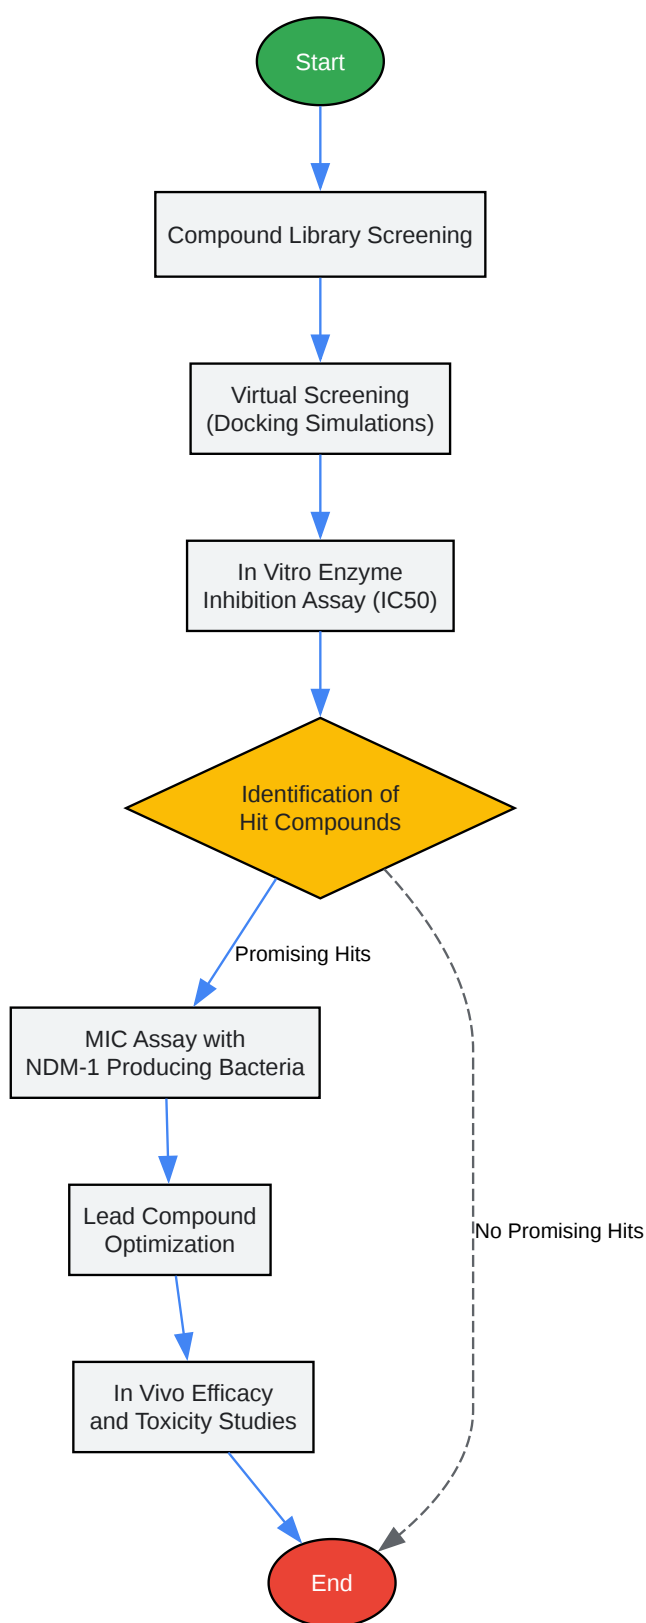 Start
Compound Library Screening
Virtual Screening
(Docking Simulations)
In Vitro Enzyme
Inhibition Assay (IC50)
Identification of
Hit Compounds
Promising Hits
MIC Assay with
NDM-1 Producing Bacteria
Lead Compound
Optimization
No Promising Hits
In Vivo Efficacy
and Toxicity Studies
End